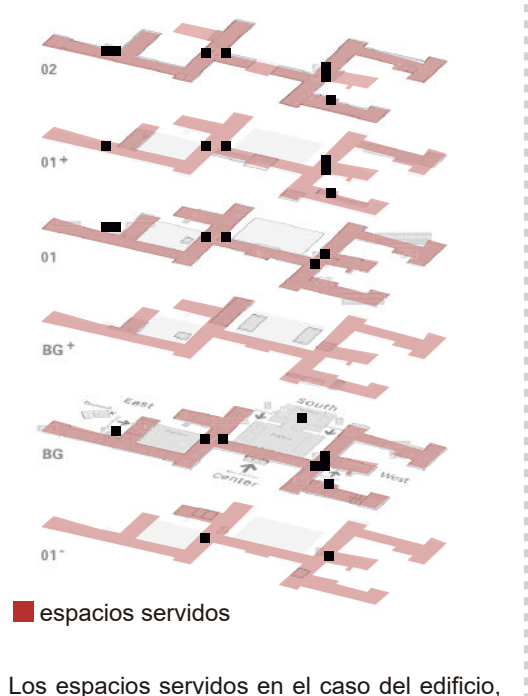 02
01+
01
BG+
East
South
BG
Center
West
01-
espacios servidos
Los espacios servidos en el caso del edificio,